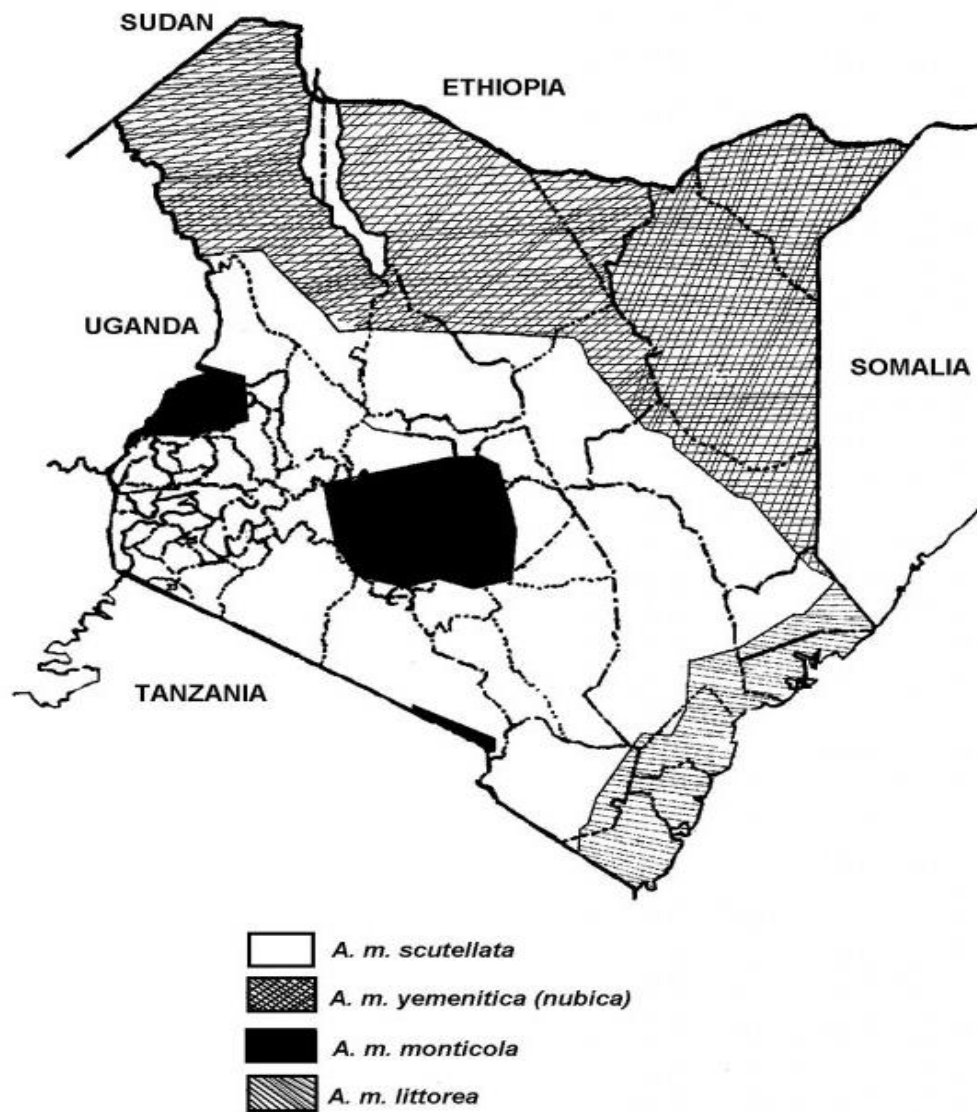 SUDAN
ETHIOPIA
UGANDA
SOMALIA
TANZANIA
A. m. scutellata
A. m. yemenitica (nubica)
A. m. monticola
A. m. littorea